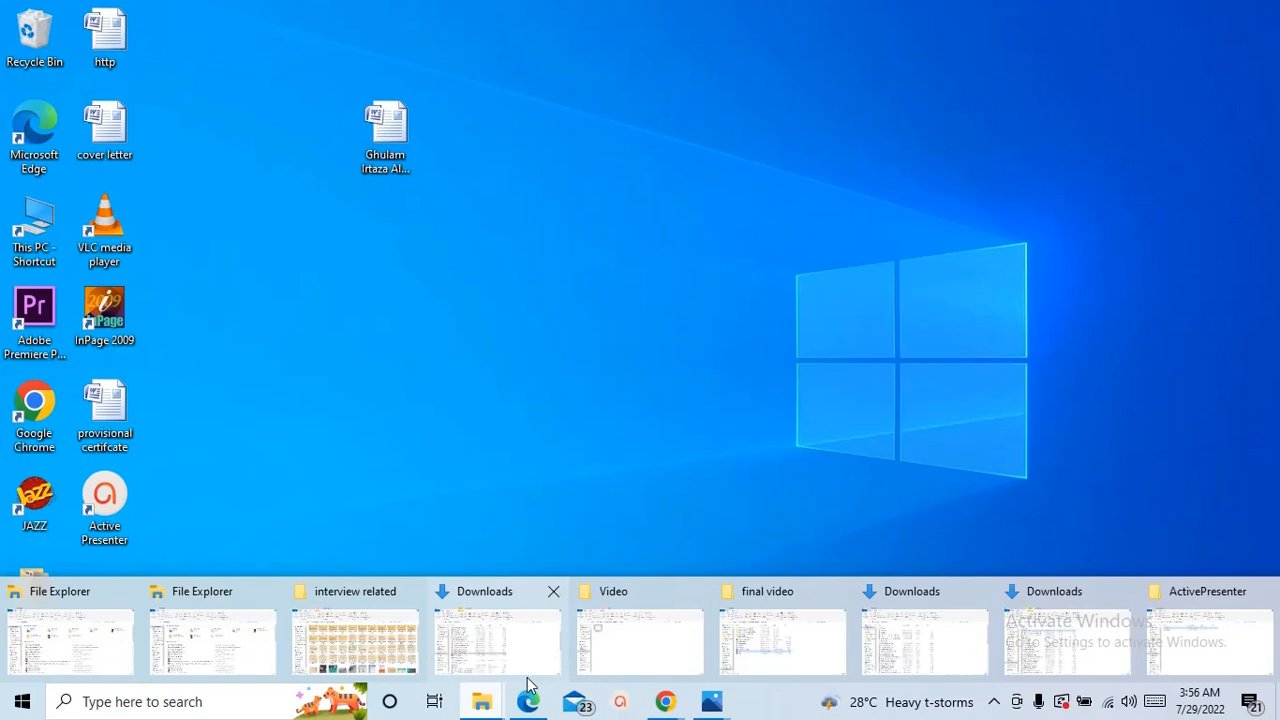 Recycle Bin
http
Microsoft
Edge
cover letter
Ghulam
Irtaza Al...
This PC -
Shortcut
VLC media
player
Adobe
Premiere P...
InPage 2009
Google
Chrome
provisional
certifcate
JAZZ
Active
Presenter
File Explorer
File Explorer
interview related
Downloads
Video
final video
Downloads
Downloads
ActivePresenter
Activate Windows
Go to Settings to activate Windows.
Type here to search
23
28°C Heavy t-storms
3:56 AM
7/29/2022
21